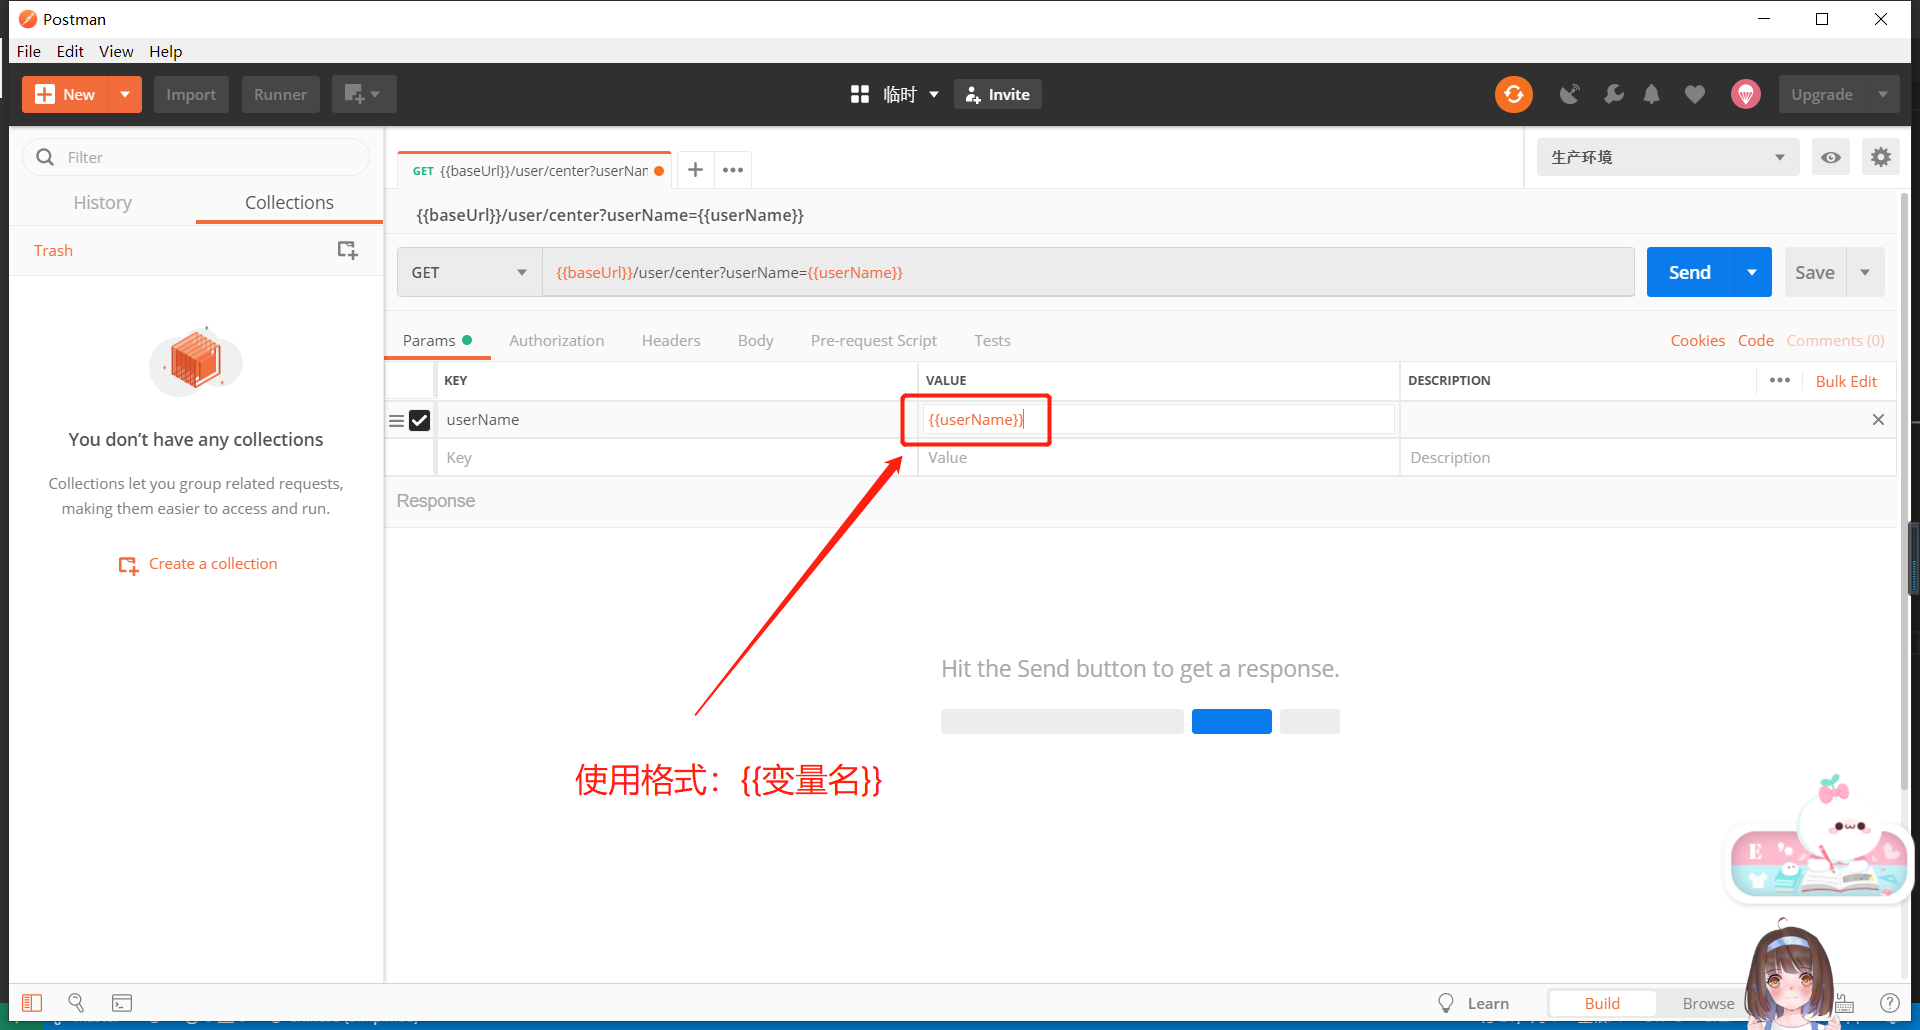 Postman
File Edit View Help
New Import Runner 临时 Invite Upgrade
Filter
History Collections
Trash
You don't have any collections
Collections let you group related requests,
making them easier to access and run.
Create a collection
GET {{baseUrl}}/user/center?userNar
生产环境
{{baseUrl}}/user/center?userName={{userName}}
GET {{baseUrl}}/user/center?userName={{userName}} Send Save
Params Authorization Headers Body Pre-request Script Tests Cookies Code Comments (0)
KEY VALUE DESCRIPTION Bulk Edit
userName {{userName}}
Key Value Description
Response
Hit the Send button to get a response.
使用格式：{{变量名}}
E
Learn Build Browse